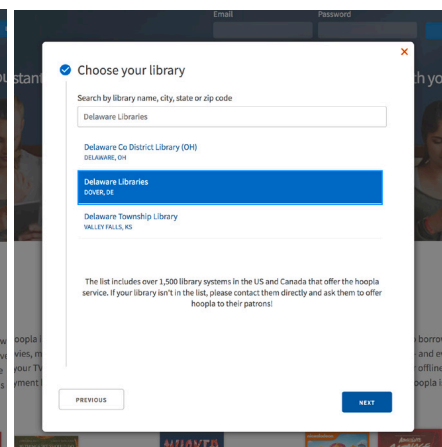 Email
Password
Choose your library
Search by library name, city, state or zip code
Delaware Libraries
Delaware Co District Library (OH)
DELAWARE, OH
Delaware Libraries
DOVER, DE
Delaware Township Library
VALLEY FALLS, KS
The list includes over 1,500 library systems in the US and Canada that offer the hoopla
service. If your library isn't in the list, please contact them directly and ask them to offer
hoopla to their patrons!
PREVIOUS
NEXT